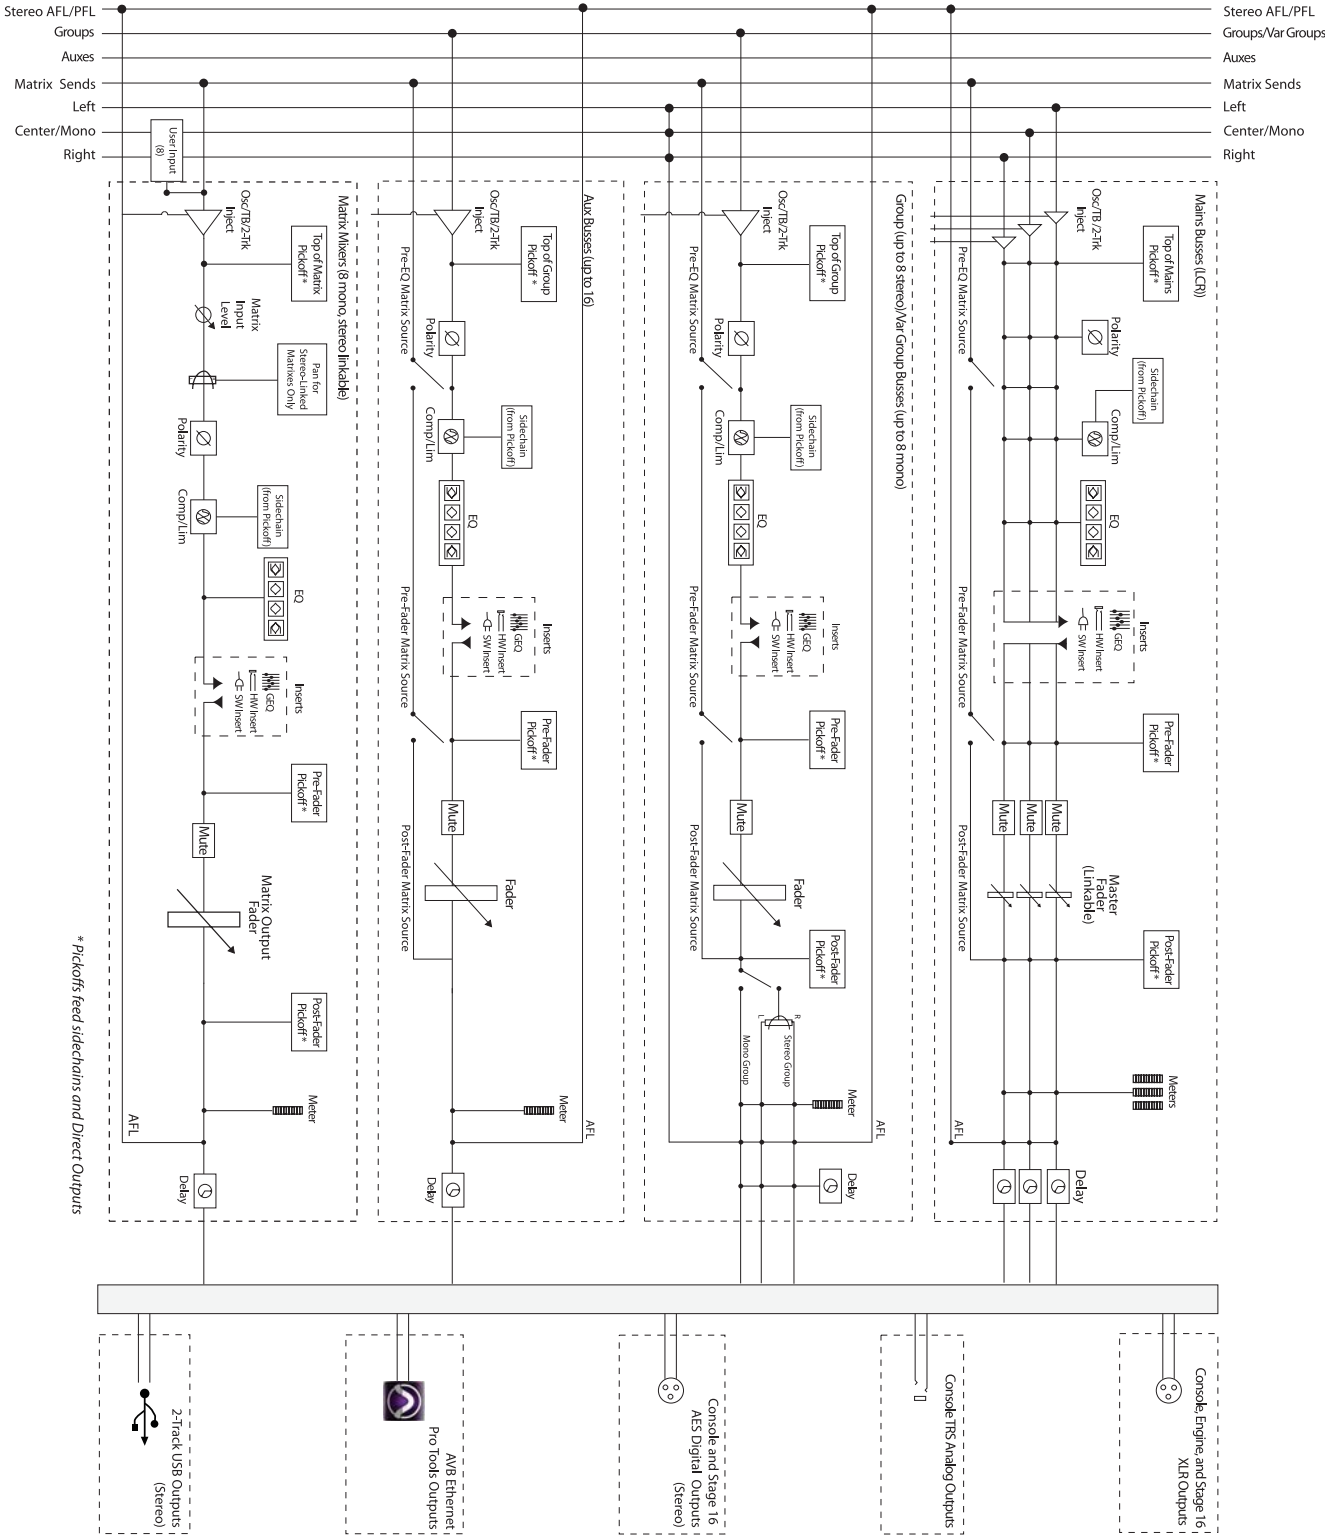 Stereo AFL/PFL
Groups
Auxes
Matrix Sends
Left
Center/Mono
Right
Stereo AFL/PFL
Groups/Var Groups
Auxes
Matrix Sends
Left
Center/Mono
Right
User Input
(8)
Matrix Mixers (8 mono, stereo linkable)
Osc/TB/2-Trk
Inject
Top of Matrix
Pickoff*
Matrix
Input
Level
Pan for
Stereo-Linked
Matrixes Only
Polarity
Sidechain
(from Pickoff)
Comp/Lim
EQ
Inserts
GEQ
HW Insert
SW Insert
Pre-Fader
Pickoff*
Mute
Matrix Output
Fader
Post-Fader
Pickoff*
Meter
AFL
Delay
* Pickoffs feed sidechains and Direct Outputs
Aux Busses (up to 16)
Osc/TB/2-Trk
Inject
Top of Group
Pickoff *
Pre-EQ Matrix Source
Polarity
Sidechain
(from Pickoff)
Comp/Lim
EQ
Pre-Fader Matrix Source
Inserts
GEQ
HW Insert
SW Insert
Pre-Fader
Pickoff *
Mute
Post-Fader Matrix Source
Fader
Meter
AFL
Delay
Group (up to 8 stereo)/Var Group Busses (up to 8 mono)
Osc/TB/2-Trk
Inject
Top of Group
Pickoff *
Pre-EQ Matrix Source
Polarity
Sidechain
(from Pickoff)
Comp/Lim
EQ
Pre-Fader Matrix Source
Inserts
GEQ
HW Insert
SW Insert
Pre-Fader
Pickoff *
Mute
Post-Fader Matrix Source
Fader
Post-Fader
Pickoff *
L
R
Mono Group
Stereo Group
Meter
AFL
Delay
Mains Busses (LCR))
Osc/TB /2-Trk
Inject
Top of Mains
Pickoff *
Pre-EQ Matrix Source
Polarity
Sidechain
(from Pickoff)
Comp/Lim
EQ
Pre-Fader Matrix Source
Inserts
GEQ
HW Insert
SW Insert
Pre-Fader
Pickoff *
Mute
Mute
Mute
Post-Fader Matrix Source
Master
Fader
(Linkable)
Post-Fader
Pickoff *
Meters
AFL
Delay
2-Track USB Outputs
(Stereo)
AVB Ethernet
Pro Tools Outputs
Console and Stage 16
AES Digital Outputs
(Stereo)
Console TRS Analog Outputs
Console, Engine, and Stage 16
XLR Outputs